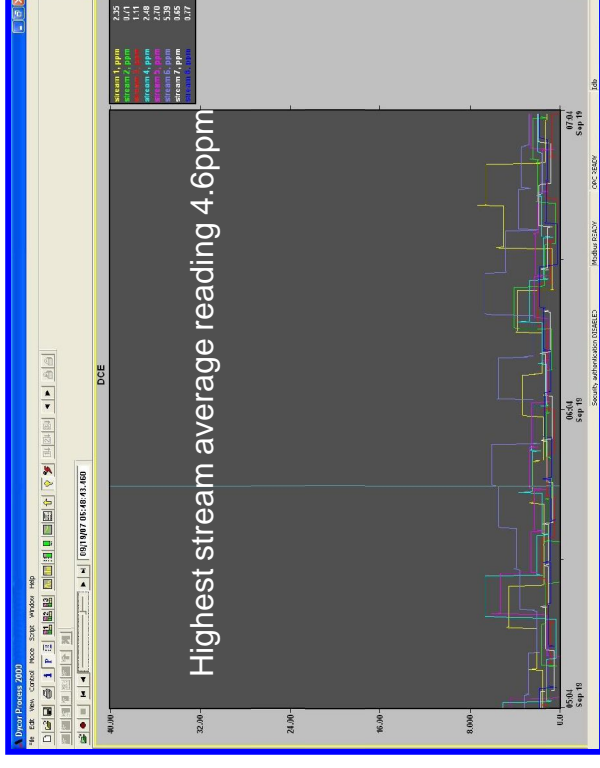 Dycor Process 2000
File Edit View Control Mode Script Window Help
09/19/07 05:48:43.460
DCE
Highest stream average reading 4.6ppm
stream 1, ppm 2.35
stream 2, ppm 0.71
stream 3, ppm 1.11
stream 4, ppm 2.48
stream 5, ppm 2.70
stream 6, ppm 5.39
stream 7, ppm 0.65
stream 8, ppm 0.77
40.00
32.00
24.00
16.00
8.000
0.0
05:04
Sep 19
06:04
Sep 19
07:04
Sep 19
Security authentication DISABLED
Modbus READY
OPC READY
Idb